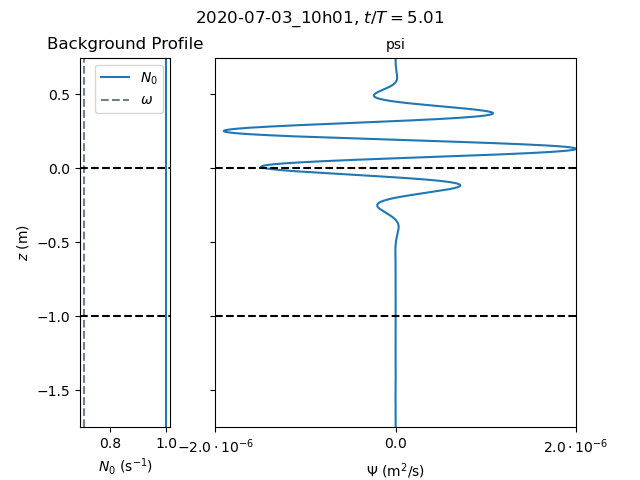 2020-07-03_10h01, t/T = 5.01
Background Profile
psi
N₀
ω
0.5
0.0
−0.5
−1.0
−1.5
z (m)
0.8
1.0
N₀ (s⁻¹)
−2.0 · 10⁻⁶
0.0
2.0 · 10⁻⁶
Ψ (m²/s)